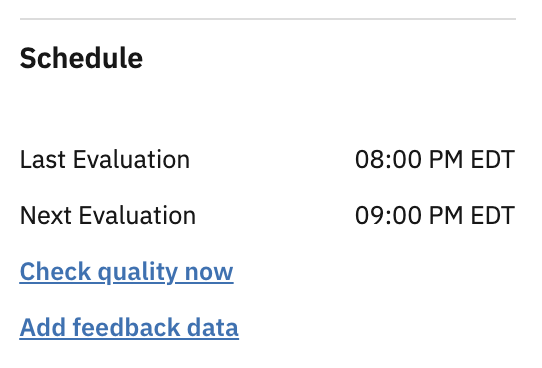 Schedule
Last Evaluation 08:00 PM EDT
Next Evaluation 09:00 PM EDT
Check quality now
Add feedback data